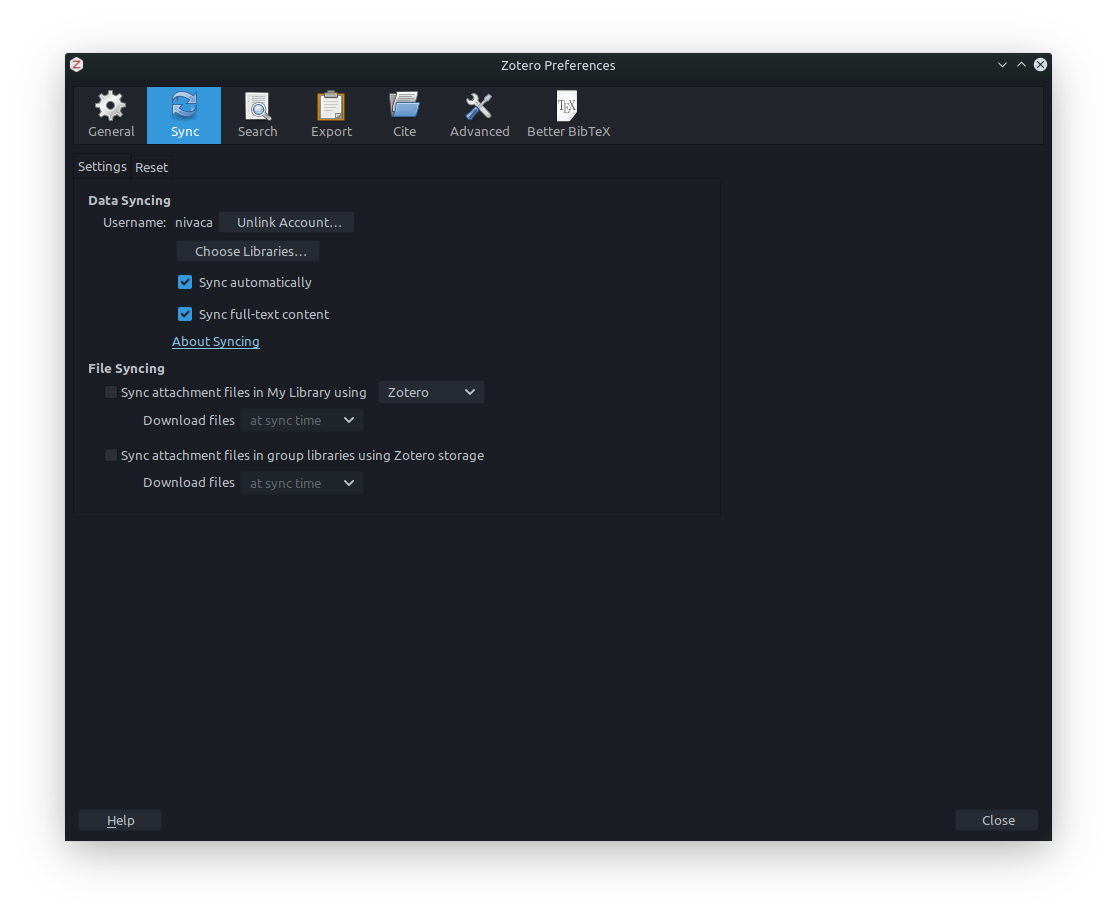 Zotero Preferences
General Sync Search Export Cite Advanced TEX Better BibTeX
Settings Reset
Data Syncing
Username: nivaca Unlink Account...
Choose Libraries...
Sync automatically
Sync full-text content
About Syncing
File Syncing
Sync attachment files in My Library using Zotero
Download files at sync time
Sync attachment files in group libraries using Zotero storage
Download files at sync time
Help Close